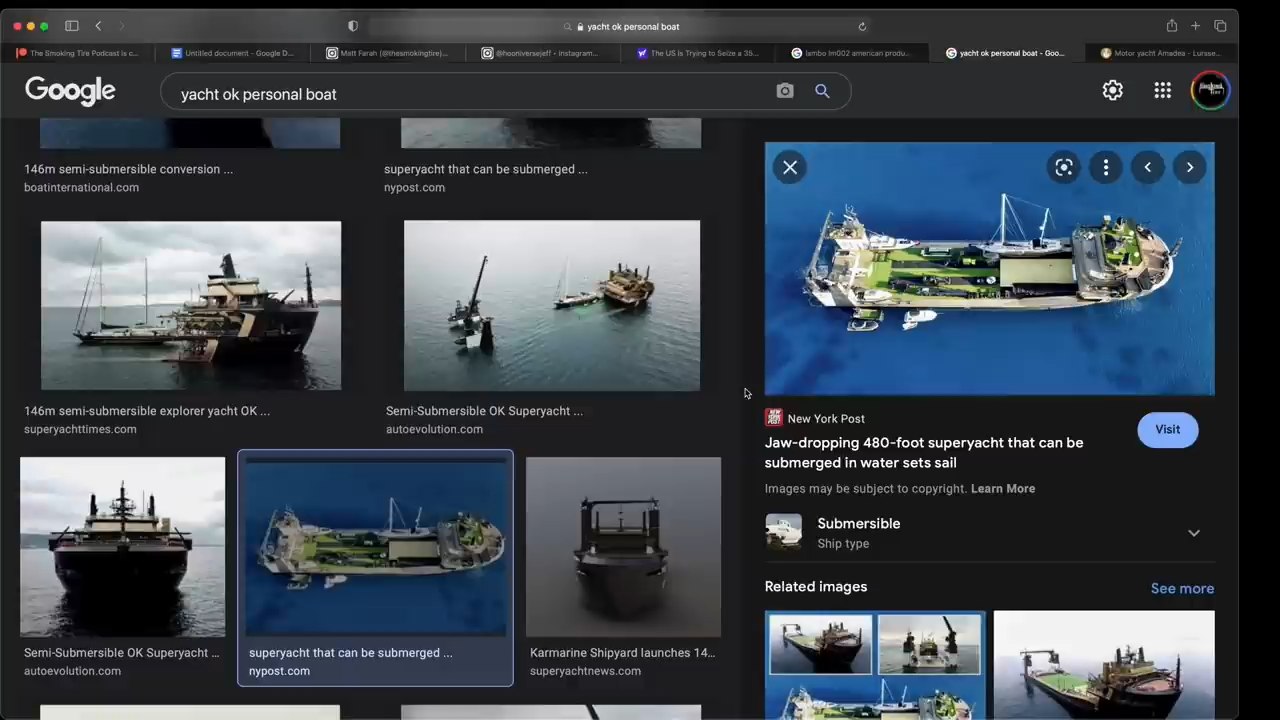 yacht ok personal boat
The Smoking Tire Podcast is c...
Untitled document - Google D...
Matt Farah (@thesmokingtire)...
@hooniversejeff • Instagram...
The US Is Trying to Seize a 35...
lambo lm002 american produ...
yacht ok personal boat - Goo...
Motor yacht Amadea - Lursse...
Google
yacht ok personal boat
146m semi-submersible conversion ...
boatinternational.com
superyacht that can be submerged ...
nypost.com
146m semi-submersible explorer yacht OK ...
superyachttimes.com
Semi-Submersible OK Superyacht ...
autoevolution.com
Semi-Submersible OK Superyacht ...
autoevolution.com
superyacht that can be submerged ...
nypost.com
Karmarine Shipyard launches 14...
superyachtnews.com
NEW YORK POST
New York Post
Visit
Jaw-dropping 480-foot superyacht that can be
submerged in water sets sail
Images may be subject to copyright. Learn More
Submersible
Ship type
Related images
See more